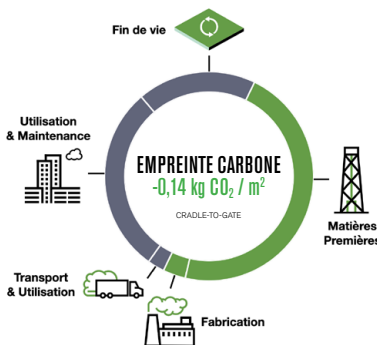 Fin de vie
Utilisation
& Maintenance
EMPREINTE CARBONE
-0,14 kg CO₂ / m²
CRADLE-TO-GATE
Matières
Premières
Transport
& Utilisation
Fabrication